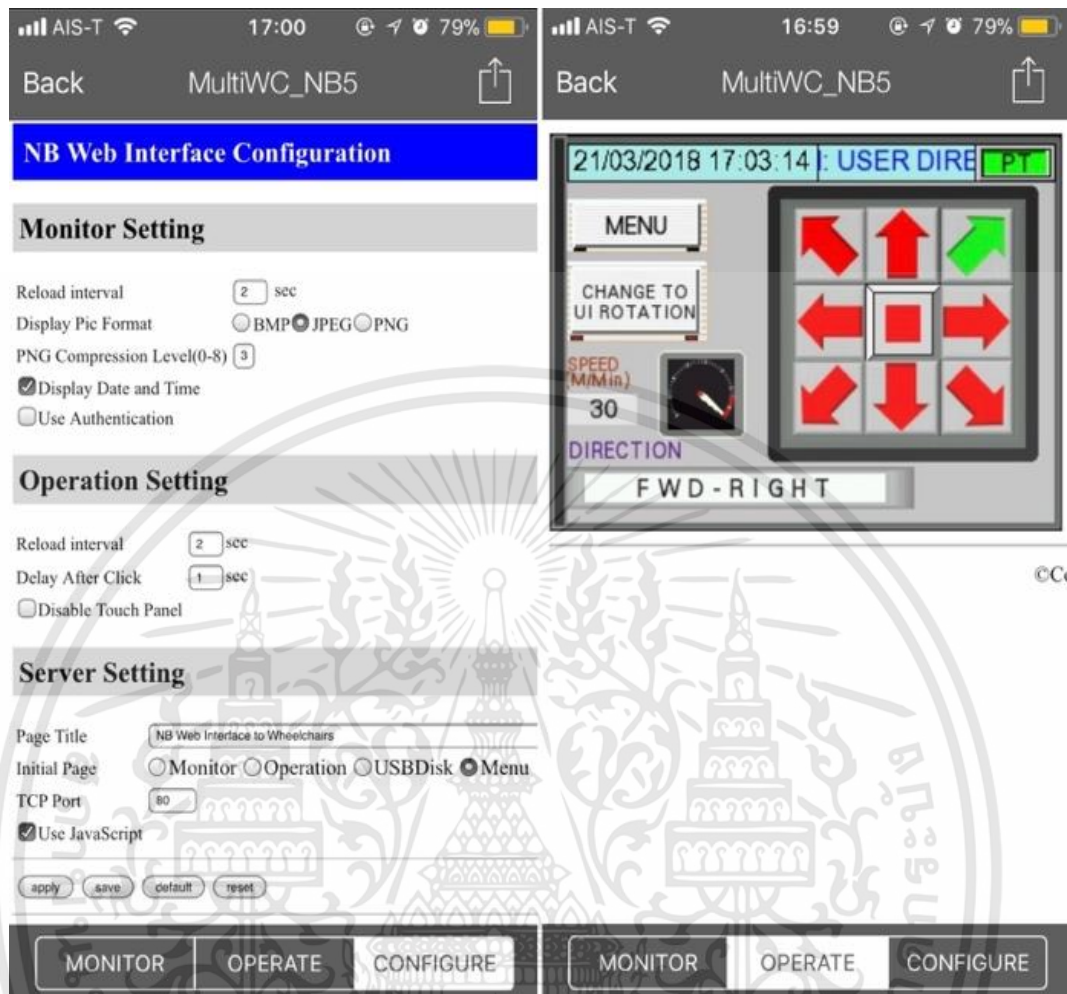 AIS-T 17:00 79%
Back MultiWC_NB5
NB Web Interface Configuration
Monitor Setting
Reload interval 2 sec
Display Pic Format BMP JPEG PNG
PNG Compression Level(0-8) 3
Display Date and Time
Use Authentication
Operation Setting
Reload interval 2 sec
Delay After Click 1 sec
Disable Touch Panel
Server Setting
Page Title NB Web Interface to Wheelchairs
Initial Page Monitor Operation USBDisk Menu
TCP Port 80
Use JavaScript
apply save default reset
MONITOR OPERATE CONFIGURE
AIS-T 16:59 79%
Back MultiWC_NB5
21/03/2018 17:03:14 : USER DIRE PT
MENU
CHANGE TO
UI ROTATION
SPEED
(M/Min)
30
DIRECTION
FWD-RIGHT
©Co
MONITOR OPERATE CONFIGURE